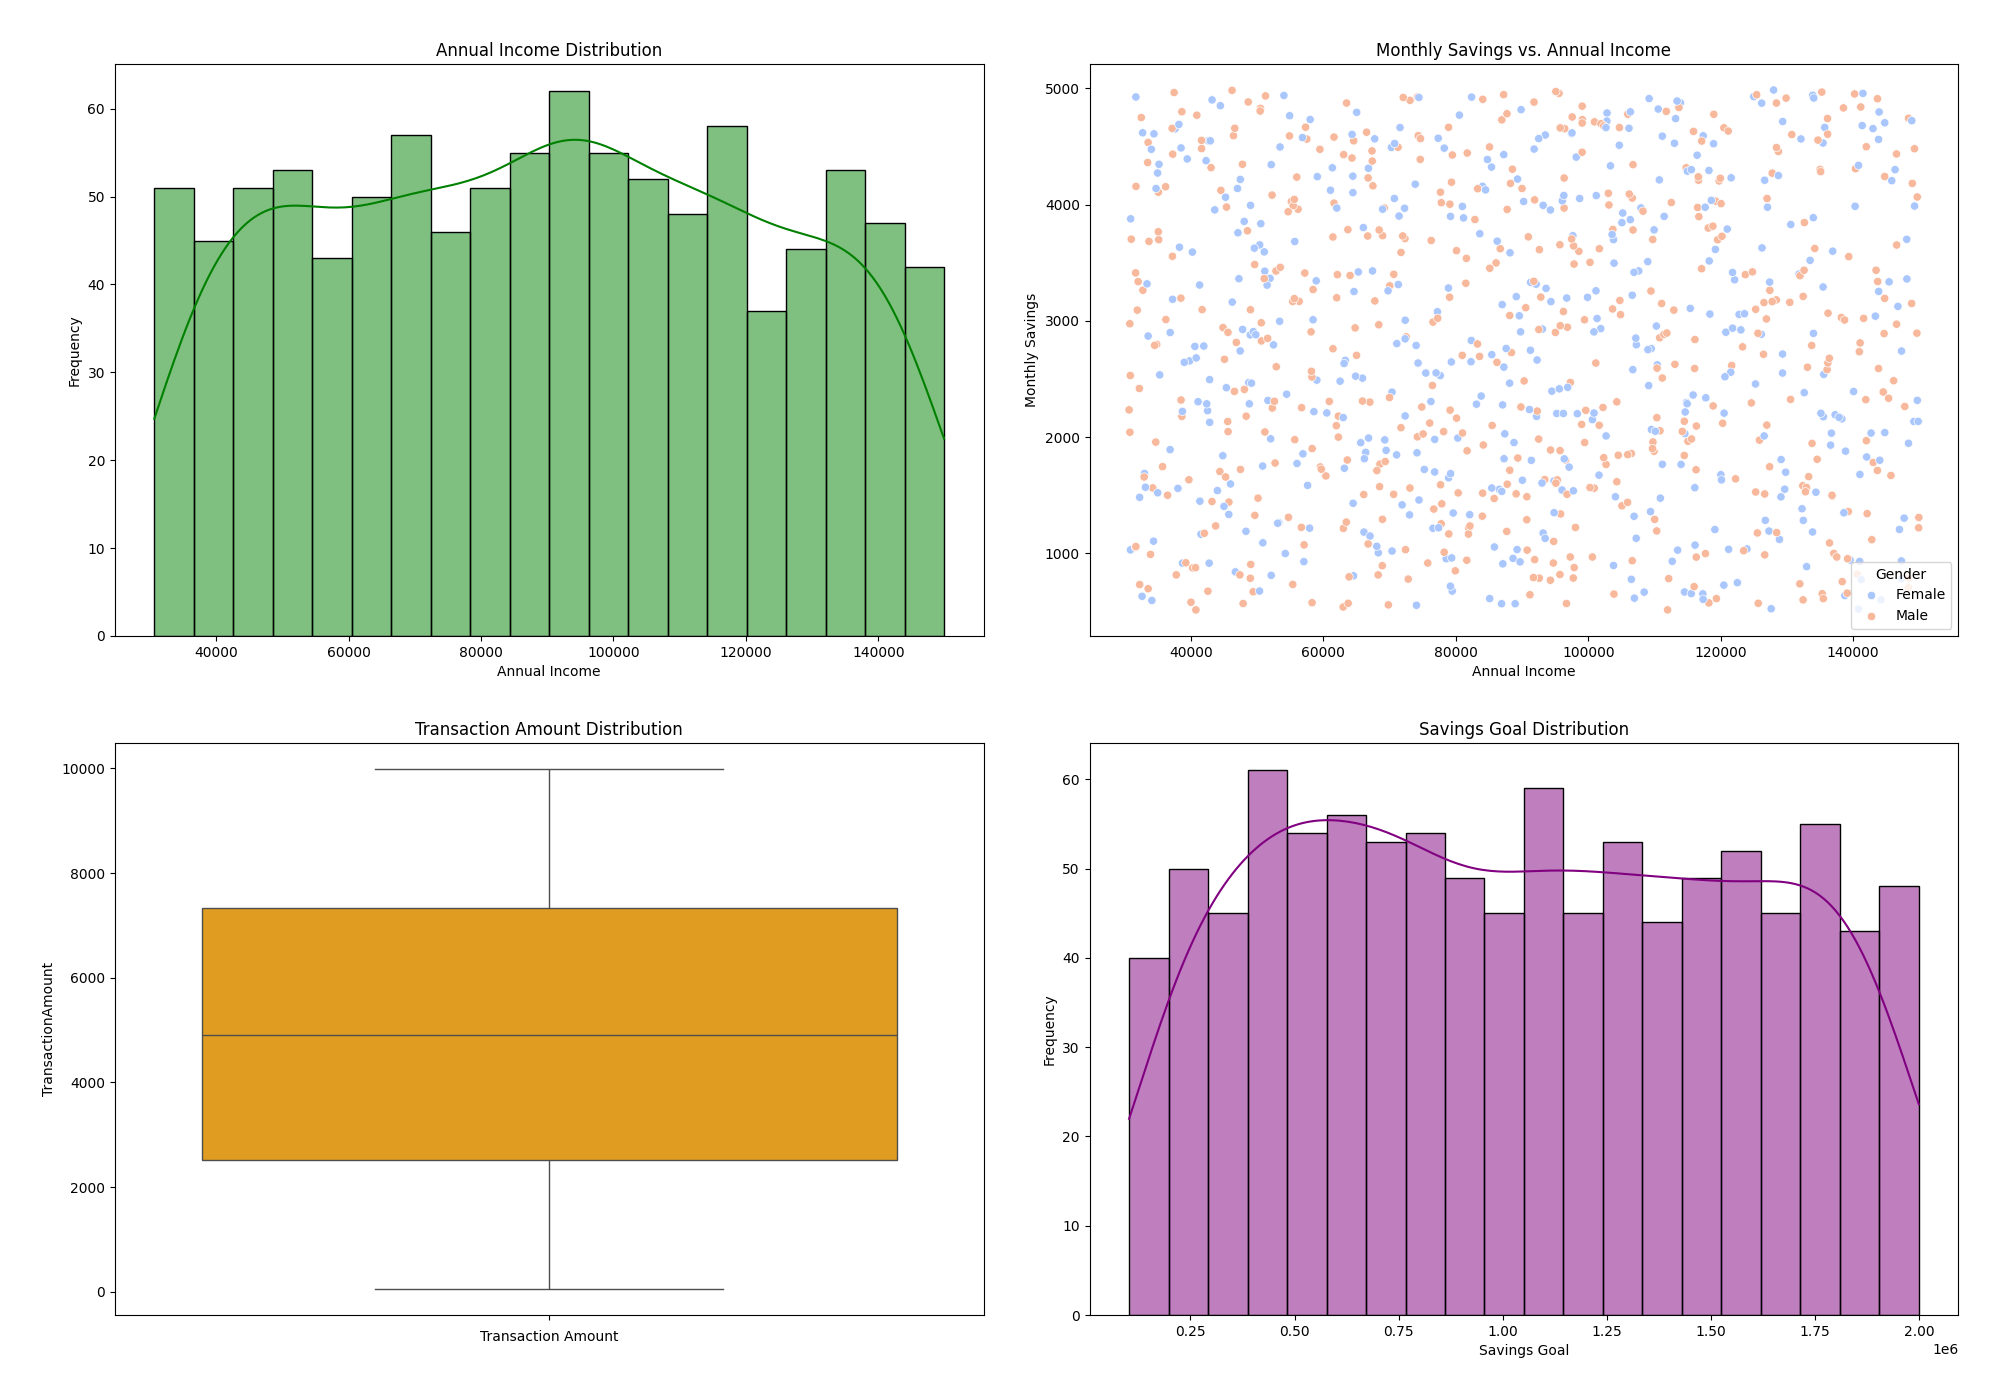 Annual Income Distribution
Frequency
60
50
40
30
20
10
0
40000 60000 80000 100000 120000 140000
Annual Income
Monthly Savings vs. Annual Income
Monthly Savings
5000
4000
3000
2000
1000
Gender
Female
Male
40000 60000 80000 100000 120000 140000
Annual Income
Transaction Amount Distribution
TransactionAmount
10000
8000
6000
4000
2000
0
Transaction Amount
Savings Goal Distribution
Frequency
60
50
40
30
20
10
0
0.25 0.50 0.75 1.00 1.25 1.50 1.75 2.00
1e6
Savings Goal